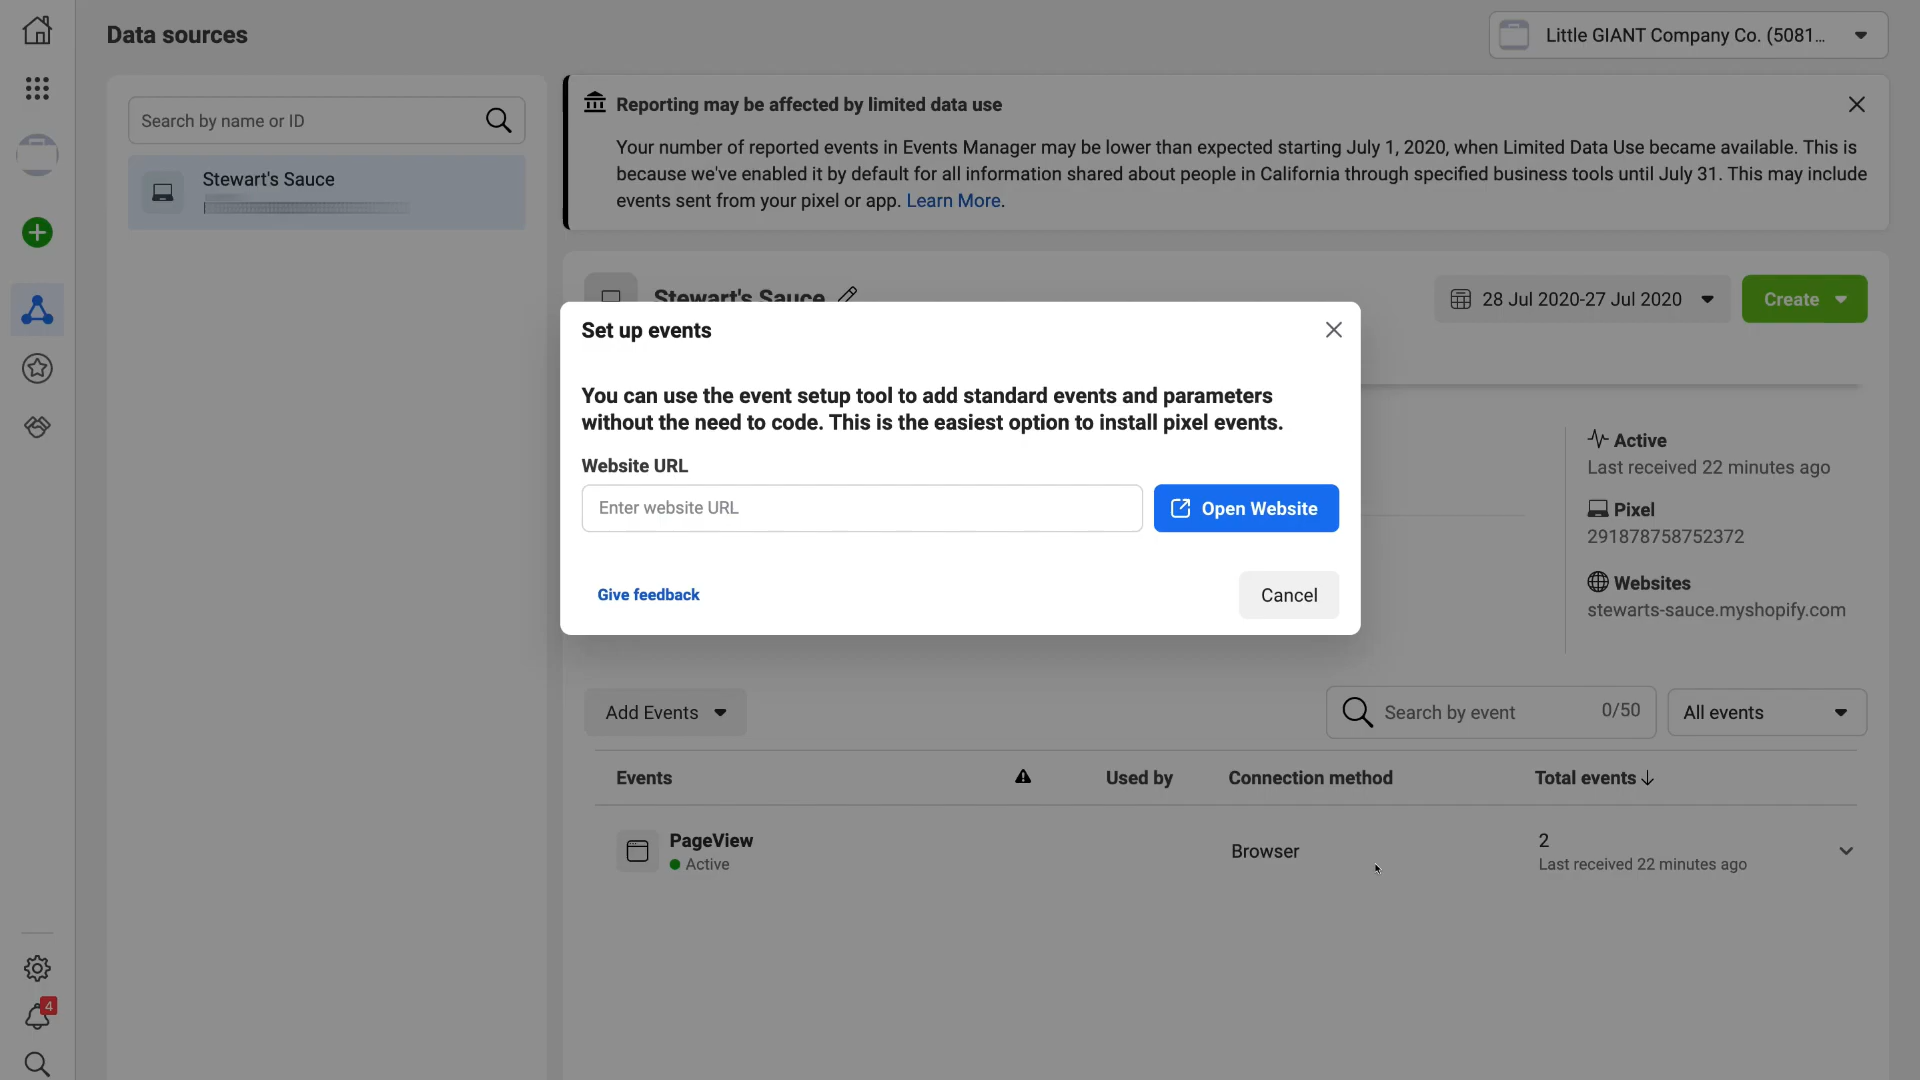 Data sources
Little GIANT Company Co. (5081...
Search by name or ID
Stewart's Sauce
Reporting may be affected by limited data use
Your number of reported events in Events Manager may be lower than expected starting July 1, 2020, when Limited Data Use became available. This is
because we've enabled it by default for all information shared about people in California through specified business tools until July 31. This may include
events sent from your pixel or app. Learn More.
Stewart's Sauce
28 Jul 2020-27 Jul 2020
Create
Set up events
You can use the event setup tool to add standard events and parameters
without the need to code. This is the easiest option to install pixel events.
Website URL
Enter website URL
Open Website
Give feedback
Cancel
Active
Last received 22 minutes ago
Pixel
291878758752372
Websites
stewarts-sauce.myshopify.com
Add Events
Search by event
0/50
All events
Events
Used by
Connection method
Total events
PageView
Active
Browser
2
Last received 22 minutes ago
4